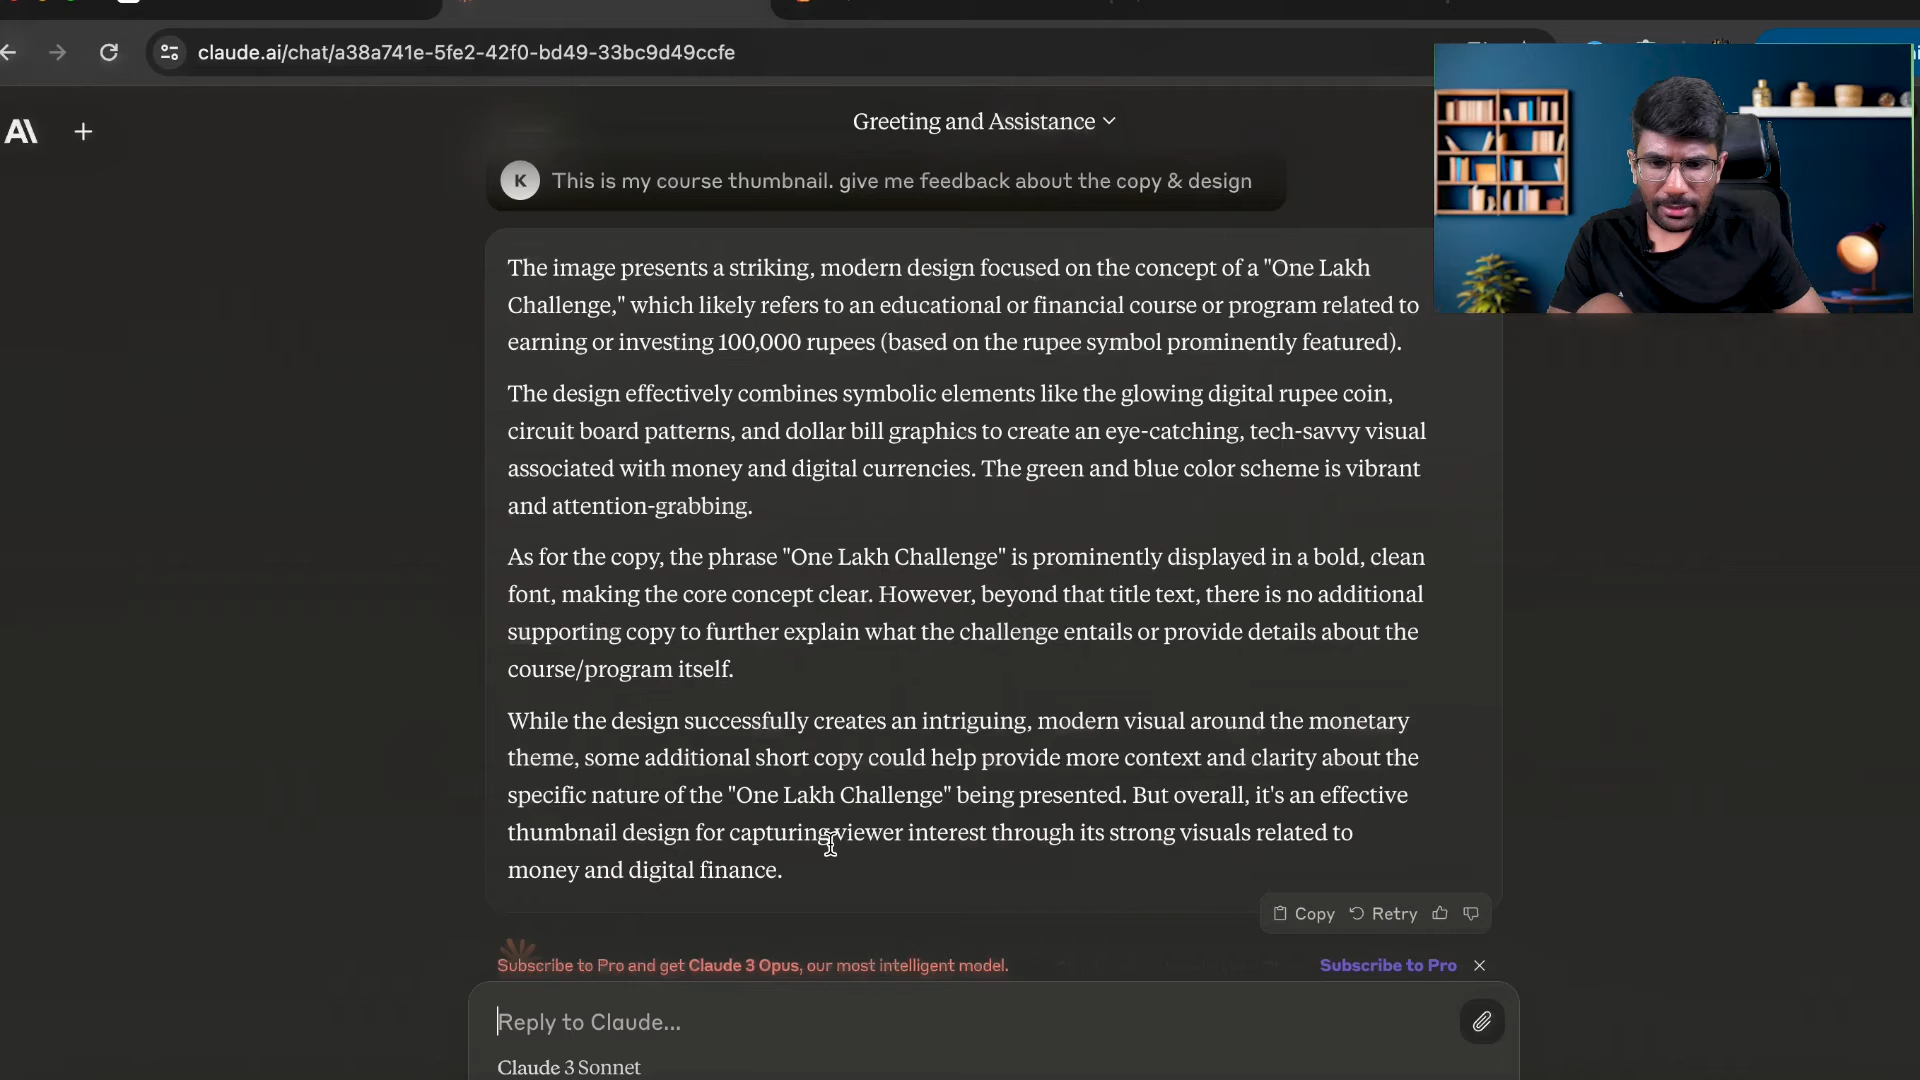 claude.ai/chat/a38a741e-5fe2-42f0-bd49-33bc9d49ccfe
A\
+
Greeting and Assistance
K
This is my course thumbnail. give me feedback about the copy & design
The image presents a striking, modern design focused on the concept of a "One Lakh
Challenge," which likely refers to an educational or financial course or program related to
earning or investing 100,000 rupees (based on the rupee symbol prominently featured).
The design effectively combines symbolic elements like the glowing digital rupee coin,
circuit board patterns, and dollar bill graphics to create an eye-catching, tech-savvy visual
associated with money and digital currencies. The green and blue color scheme is vibrant
and attention-grabbing.
As for the copy, the phrase "One Lakh Challenge" is prominently displayed in a bold, clean
font, making the core concept clear. However, beyond that title text, there is no additional
supporting copy to further explain what the challenge entails or provide details about the
course/program itself.
While the design successfully creates an intriguing, modern visual around the monetary
theme, some additional short copy could help provide more context and clarity about the
specific nature of the "One Lakh Challenge" being presented. But overall, it's an effective
thumbnail design for capturing viewer interest through its strong visuals related to
money and digital finance.
Copy Retry
Subscribe to Pro and get Claude 3 Opus, our most intelligent model.
Subscribe to Pro
Reply to Claude...
Claude 3 Sonnet